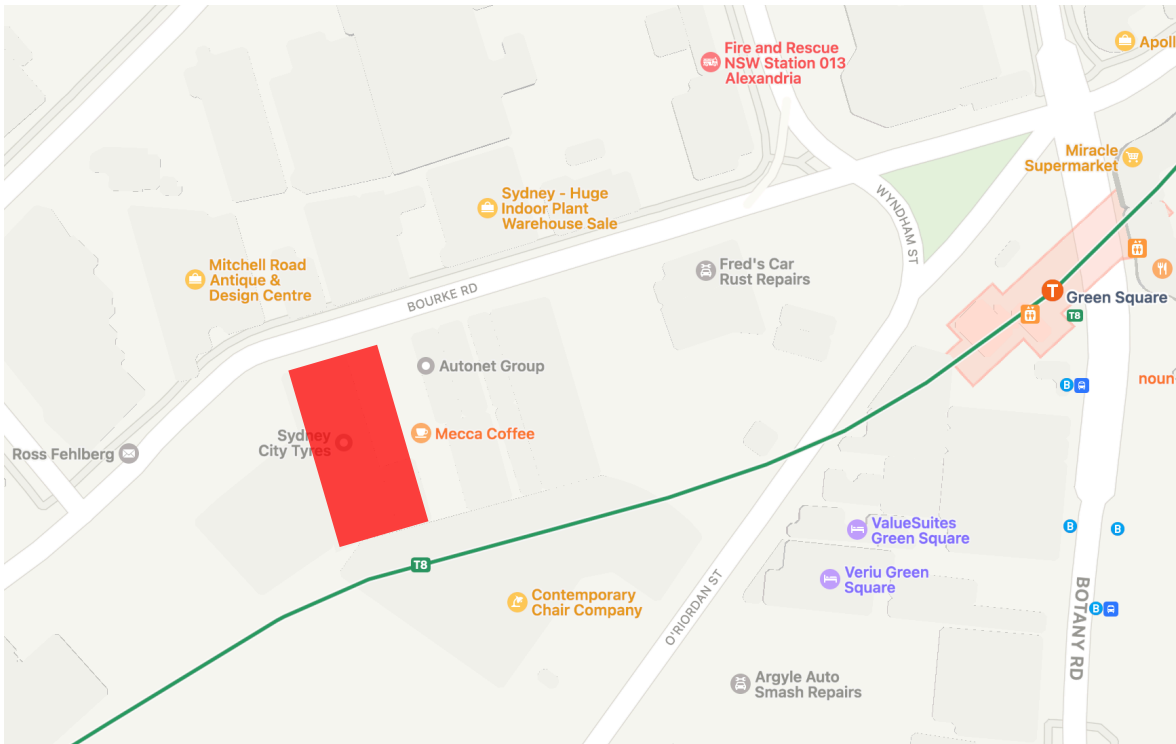 Fire and Rescue
NSW Station 013
Alexandria
Apoll
Miracle
Supermarket
Sydney - Huge
Indoor Plant
Warehouse Sale
WYNDHAM ST
Mitchell Road
Antique &
Design Centre
Fred's Car
Rust Repairs
BOURKE RD
T
Green Square
T8
Autonet Group
B
noun
Sydney
City Tyres
Mecca Coffee
Ross Fehlberg
ValueSuites
Green Square
B
B
T8
Veriu Green
Square
Contemporary
Chair Company
O'RIORDAN ST
B
BOTANY RD
Argyle Auto
Smash Repairs